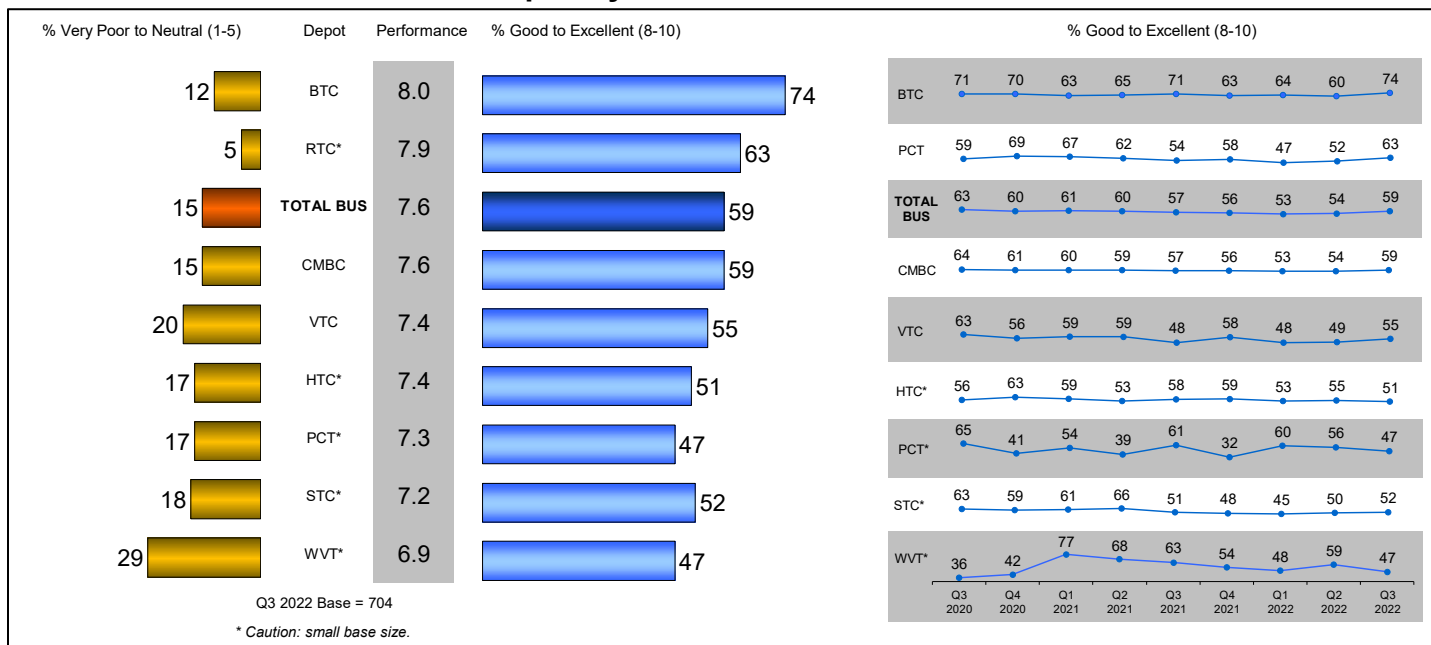 % Very Poor to Neutral (1-5) Depot Performance % Good to Excellent (8-10)
12 BTC 8.0 74
5 RTC* 7.9 63
15 TOTAL BUS 7.6 59
15 CMBC 7.6 59
20 VTC 7.4 55
17 HTC* 7.4 51
17 PCT* 7.3 47
18 STC* 7.2 52
29 WVT* 6.9 47
Q3 2022 Base = 704
* Caution: small base size.
% Good to Excellent (8-10)
BTC 71 70 63 65 71 63 64 60 74
PCT 59 69 67 62 54 58 47 52 63
TOTAL
BUS 63 60 61 60 57 56 53 54 59
CMBC 64 61 60 59 57 56 53 54 59
VTC 63 56 59 59 48 58 48 49 55
HTC* 56 63 59 53 58 59 53 55 51
PCT* 65 41 54 39 61 32 60 56 47
STC* 63 59 61 66 51 48 45 50 52
WVT* 36 42 77 68 63 54 48 59 47
Q3 Q4 Q1 Q2 Q3 Q4 Q1 Q2 Q3
2020 2020 2021 2021 2021 2021 2022 2022 2022